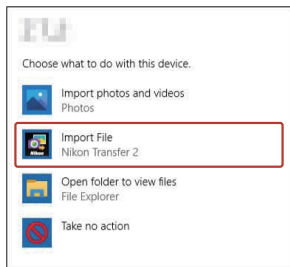 Choose what to do with this device.
Import photos and videos
Photos
Import File
Nikon Transfer 2
Open folder to view files
File Explorer
Take no action